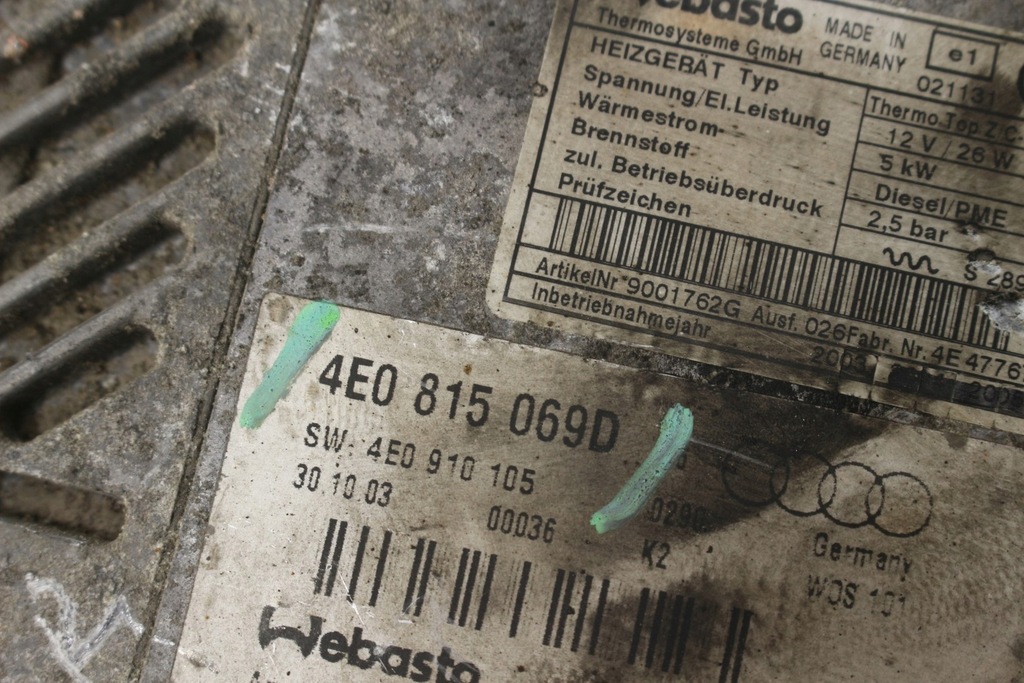 Webasto
Thermosysteme GmbH
MADE IN
GERMANY
e1
021131
HEIZGERÄT Typ
Thermo Top Z/C
Spannung/El.Leistung
12 V / 26 W
Wärmestrom
5 kW
Brennstoff
Diesel/PME
zul. Betriebsüberdruck
2,5 bar
Prüfzeichen
S 289
ArtikelNr 9001762G Ausf. 026 Fabr. Nr. 4E 4776
Inbetriebnahmejahr
4E0 815 069D
SW: 4E0 910 105
30.10.03
00036
0290
K2
Germany
WOS 101
Webasto